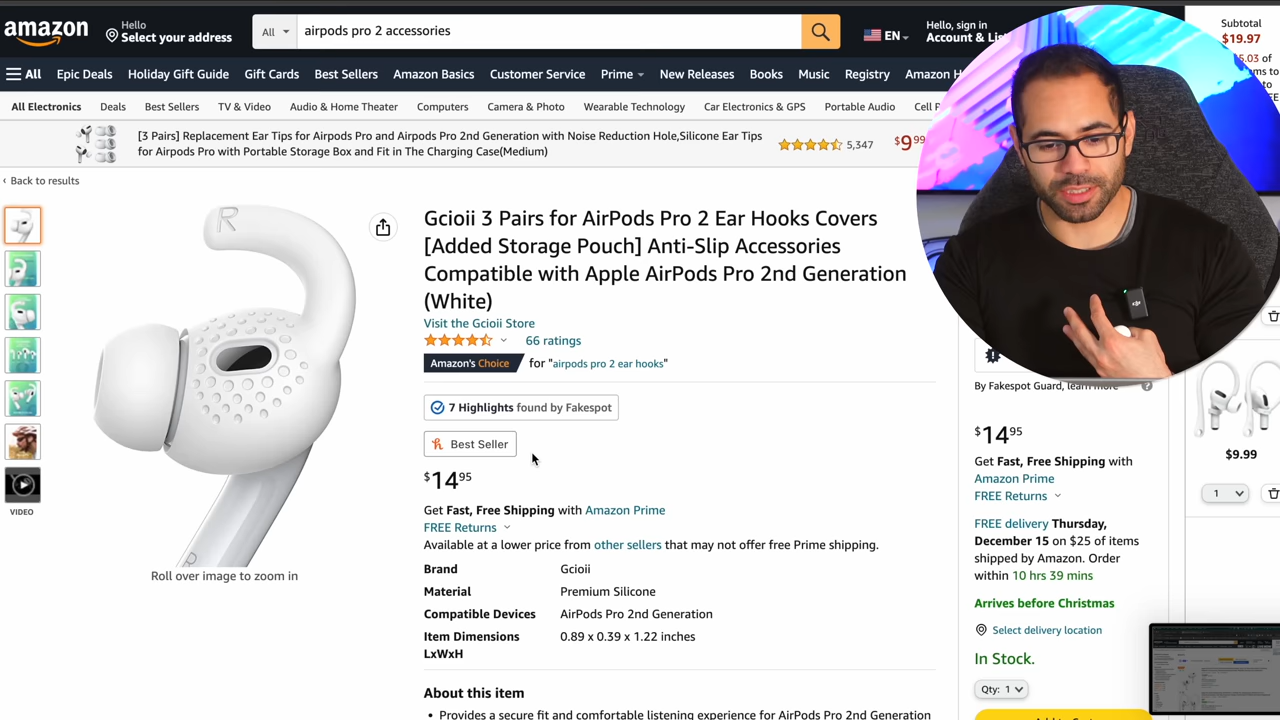 amazon
Hello
Select your address
All
airpods pro 2 accessories
EN
Hello, sign in
Subtotal
$19.97
All
Epic Deals
Holiday Gift Guide
Gift Cards
Best Sellers
Amazon Basics
Customer Service
Prime
New Releases
Books
Music
Registry
All Electronics
Deals
Best Sellers
TV & Video
Audio & Home Theater
Computers
Camera & Photo
Wearable Technology
Car Electronics & GPS
Portable Audio
[3 Pairs] Replacement Ear Tips for Airpods Pro and Airpods Pro 2nd Generation with Noise Reduction Hole,Silicone Ear Tips
for AirPods Pro with Portable Storage Box and Fit in The Charging Case(Medium)
5,347
$9.99
‹ Back to results
R
Gcioii 3 Pairs for AirPods Pro 2 Ear Hooks Covers
[Added Storage Pouch] Anti-Slip Accessories
Compatible with Apple AirPods Pro 2nd Generation
(White)
Visit the Gcioii Store
66 ratings
Amazon's Choice for "airpods pro 2 ear hooks"
7 Highlights found by Fakespot
Best Seller
$14.95
Get Fast, Free Shipping with Amazon Prime
FREE Returns
Available at a lower price from other sellers that may not offer free Prime shipping.
Brand Gcioii
Material Premium Silicone
Compatible Devices AirPods Pro 2nd Generation
Item Dimensions 0.89 x 0.39 x 1.22 inches
LxWxH
About this item
• Provides a secure fit and comfortable listening experience for AirPods Pro 2nd Generation
VIDEO
Roll over image to zoom in
By Fakespot Guard, learn more
$14.95
Get Fast, Free Shipping with
Amazon Prime
FREE Returns
FREE delivery Thursday,
December 15 on $25 of items
shipped by Amazon. Order
within 10 hrs 39 mins
Arrives before Christmas
Select delivery location
In Stock.
Qty: 1
$9.99
1